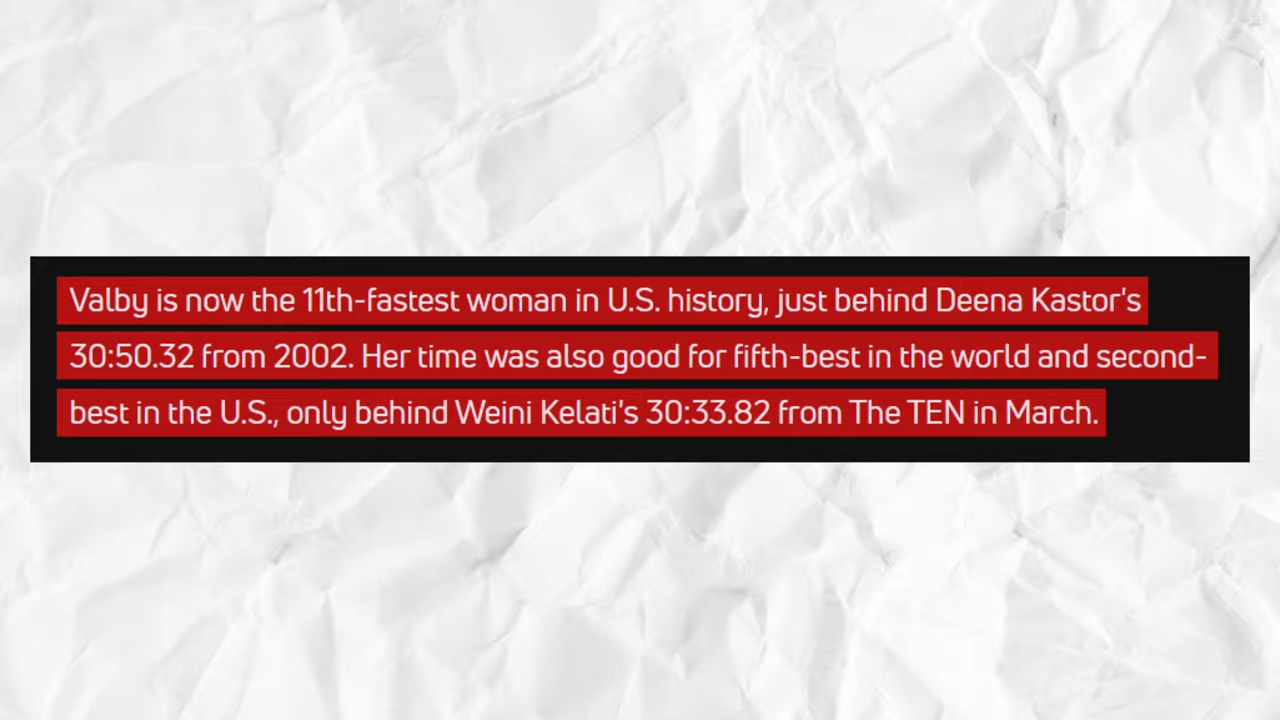 Valby is now the 11th-fastest woman in U.S. history, just behind Deena Kastor's
30:50.32 from 2002. Her time was also good for fifth-best in the world and second-
best in the U.S., only behind Weini Kelati's 30:33.82 from The TEN in March.